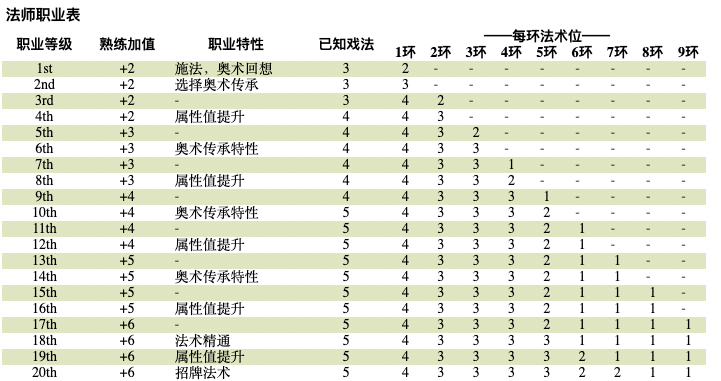 法师职业表
——每环法术位——
职业等级 熟练加值 职业特性 已知戏法 1环 2环 3环 4环 5环 6环 7环 8环 9环
1st +2 施法，奥术回想 3 2 - - - - - - - -
2nd +2 选择奥术传承 3 3 - - - - - - - -
3rd +2 - 3 4 2 - - - - - - -
4th +2 属性值提升 4 4 3 - - - - - - -
5th +3 - 4 4 3 2 - - - - - -
6th +3 奥术传承特性 4 4 3 3 - - - - - -
7th +3 - 4 4 3 3 1 - - - - -
8th +3 属性值提升 4 4 3 3 2 - - - - -
9th +4 - 4 4 3 3 3 1 - - - -
10th +4 奥术传承特性 5 4 3 3 3 2 - - - -
11th +4 - 5 4 3 3 3 2 1 - - -
12th +4 属性值提升 5 4 3 3 3 2 1 - - -
13th +5 - 5 4 3 3 3 2 1 1 - -
14th +5 奥术传承特性 5 4 3 3 3 2 1 1 - -
15th +5 - 5 4 3 3 3 2 1 1 1 -
16th +5 属性值提升 5 4 3 3 3 2 1 1 1 -
17th +6 - 5 4 3 3 3 2 1 1 1 1
18th +6 法术精通 5 4 3 3 3 3 1 1 1 1
19th +6 属性值提升 5 4 3 3 3 3 2 1 1 1
20th +6 招牌法术 5 4 3 3 3 3 2 2 1 1